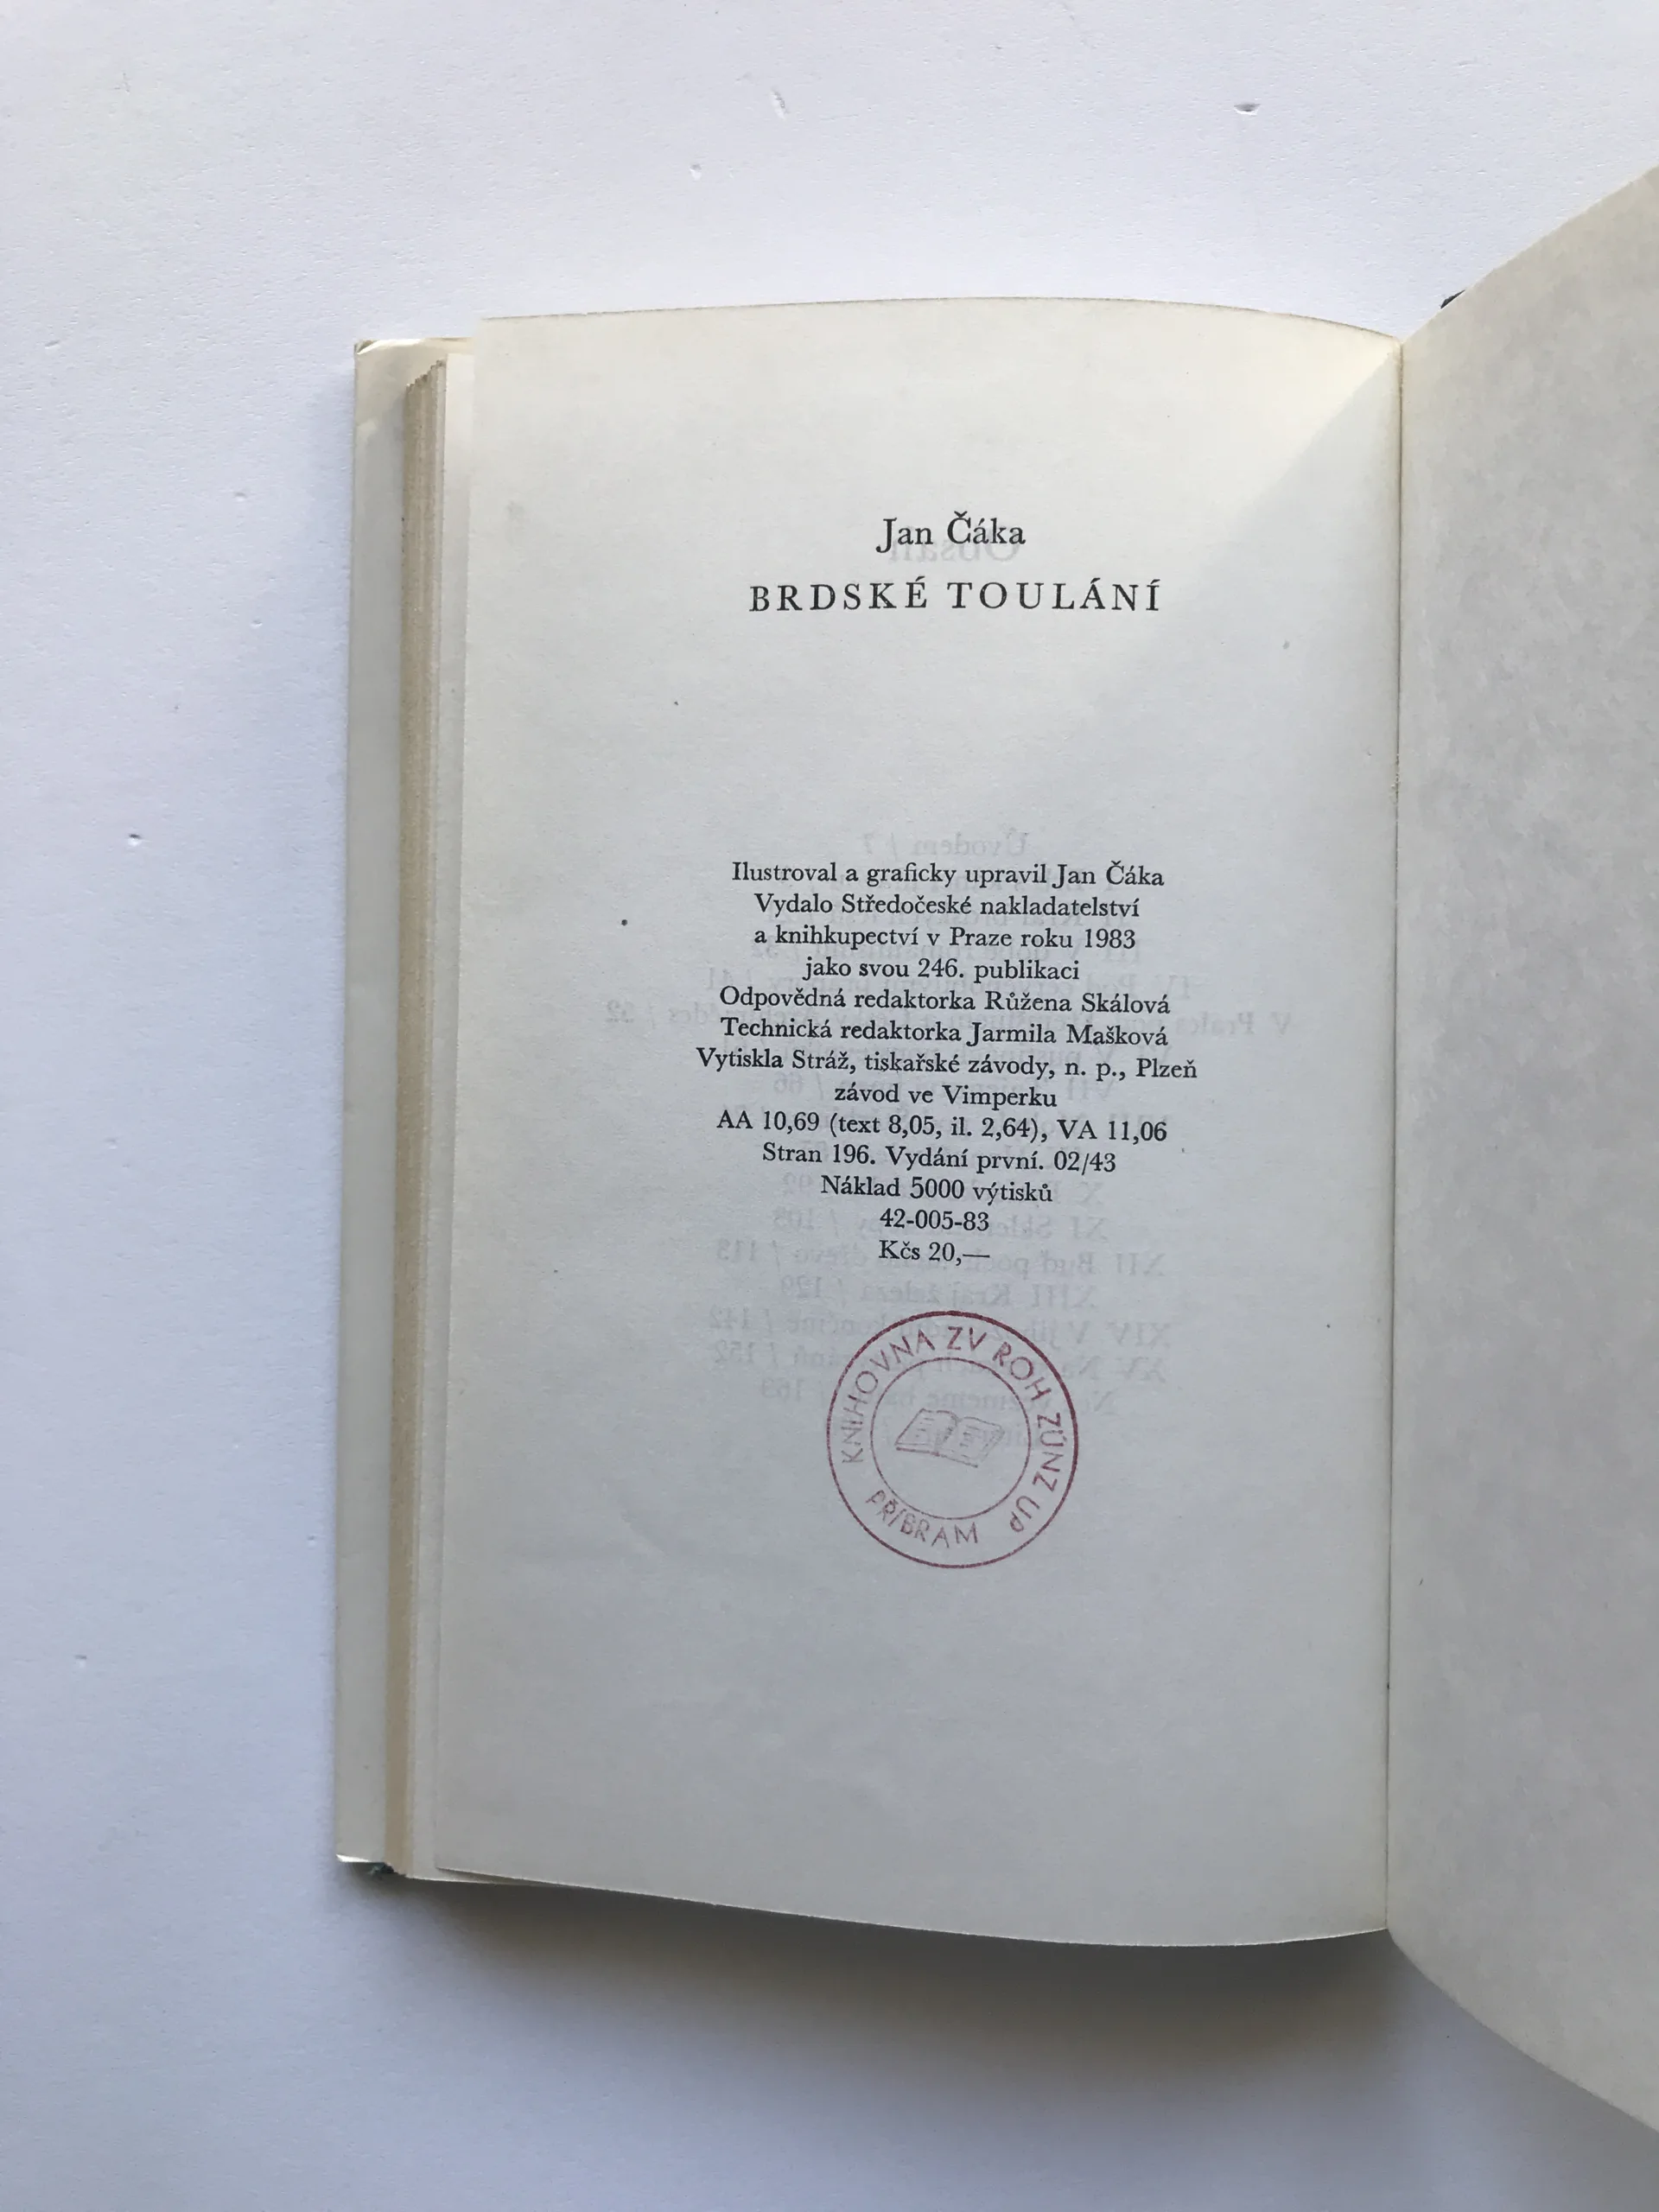 Jan Čáka
BRDSKÉ TOULÁNÍ
Ilustroval a graficky upravil Jan Čáka
Vydalo Středočeské nakladatelství
a knihkupectví v Praze roku 1983
jako svou 246. publikaci
Odpovědná redaktorka Růžena Skálová
Technická redaktorka Jarmila Mašková
Vytiskla Stráž, tiskařské závody, n. p., Plzeň
závod ve Vimperku
AA 10,69 (text 8,05, il. 2,64), VA 11,06
Stran 196. Vydání první. 02/43
Náklad 5000 výtisků
42-005-83
Kčs 20,—
KNIHOVNA ZV ROH ZÚNZ UP
PŘÍBRAM